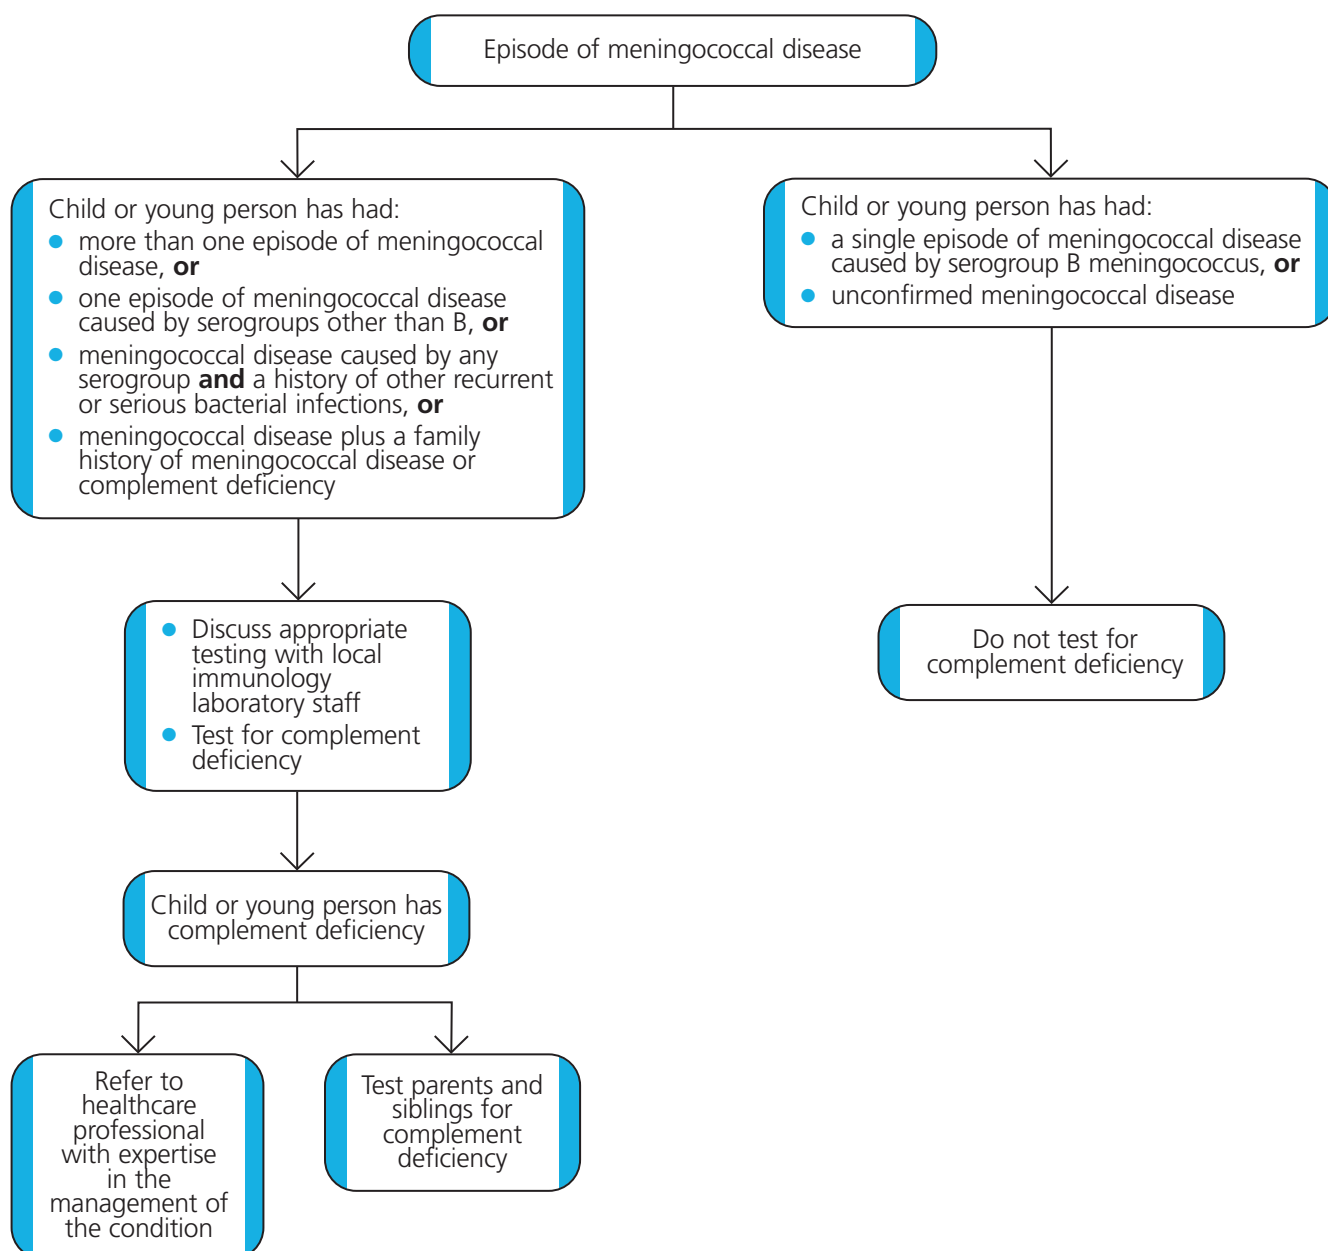 Episode of meningococcal disease
Child or young person has had:
● more than one episode of meningococcal
disease, or
● one episode of meningococcal disease
caused by serogroups other than B, or
● meningococcal disease caused by any
serogroup and a history of other recurrent
or serious bacterial infections, or
● meningococcal disease plus a family
history of meningococcal disease or
complement deficiency
Child or young person has had:
● a single episode of meningococcal disease
caused by serogroup B meningococcus, or
● unconfirmed meningococcal disease
● Discuss appropriate
testing with local
immunology
laboratory staff
● Test for complement
deficiency
Do not test for
complement deficiency
Child or young person has
complement deficiency
Refer to
healthcare
professional
with expertise
in the
management of
the condition
Test parents and
siblings for
complement
deficiency